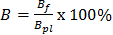 B = B_f / B_pl x 100%